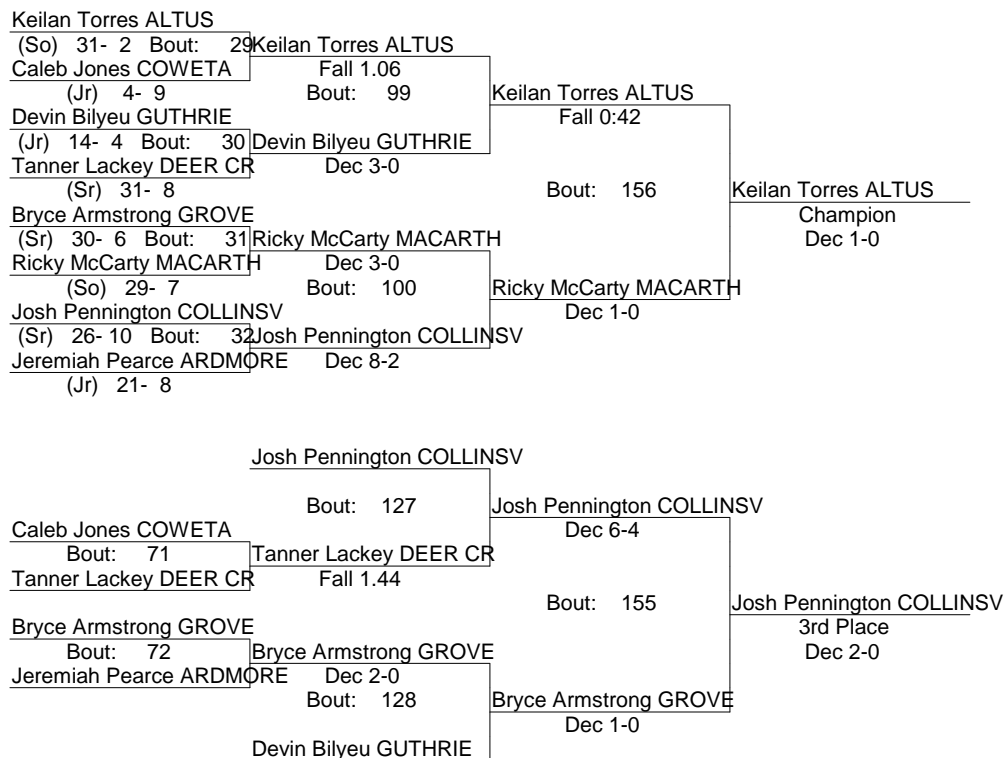 Keilan Torres ALTUS
(So) 31- 2 Bout: 29 Keilan Torres ALTUS
Caleb Jones COWETA Fall 1.06
(Jr) 4- 9 Bout: 99 Keilan Torres ALTUS
Devin Bilyeu GUTHRIE Fall 0:42
(Jr) 14- 4 Bout: 30 Devin Bilyeu GUTHRIE
Tanner Lackey DEER CR Dec 3-0
(Sr) 31- 8 Bout: 156 Keilan Torres ALTUS
Bryce Armstrong GROVE Champion
(Sr) 30- 6 Bout: 31 Ricky McCarty MACARTH Dec 1-0
Ricky McCarty MACARTH Dec 3-0
(So) 29- 7 Bout: 100 Ricky McCarty MACARTH
Josh Pennington COLLINSV Dec 1-0
(Sr) 26- 10 Bout: 32 Josh Pennington COLLINSV
Jeremiah Pearce ARDMORE Dec 8-2
(Jr) 21- 8
Josh Pennington COLLINSV
Bout: 127 Josh Pennington COLLINSV
Caleb Jones COWETA Dec 6-4
Bout: 71 Tanner Lackey DEER CR
Tanner Lackey DEER CR Fall 1.44
Bout: 155 Josh Pennington COLLINSV
Bryce Armstrong GROVE 3rd Place
Bout: 72 Bryce Armstrong GROVE Dec 2-0
Jeremiah Pearce ARDMORE Dec 2-0
Bout: 128 Bryce Armstrong GROVE
Dec 1-0
Devin Bilyeu GUTHRIE